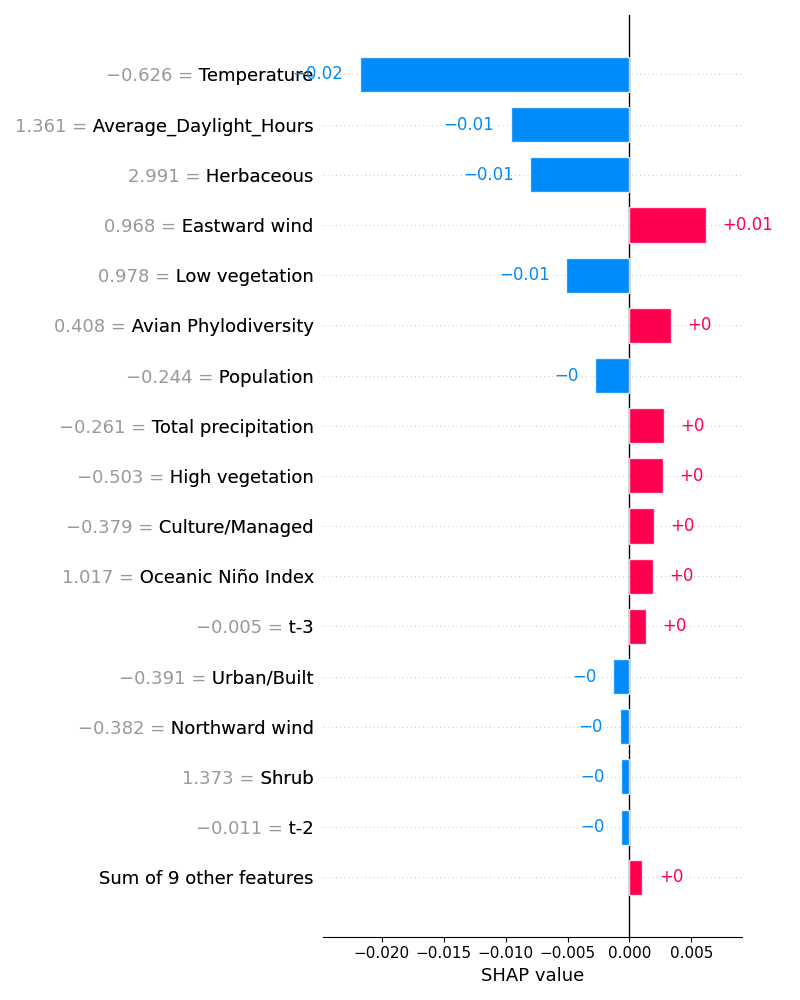 −0.626 = Temperature −0.02
1.361 = Average_Daylight_Hours −0.01
2.991 = Herbaceous −0.01
0.968 = Eastward wind +0.01
0.978 = Low vegetation −0.01
0.408 = Avian Phylodiversity +0
−0.244 = Population −0
−0.261 = Total precipitation +0
−0.503 = High vegetation +0
−0.379 = Culture/Managed +0
1.017 = Oceanic Niño Index +0
−0.005 = t-3 +0
−0.391 = Urban/Built −0
−0.382 = Northward wind −0
1.373 = Shrub −0
−0.011 = t-2 −0
Sum of 9 other features +0
−0.020 −0.015 −0.010 −0.005 0.000 0.005
SHAP value